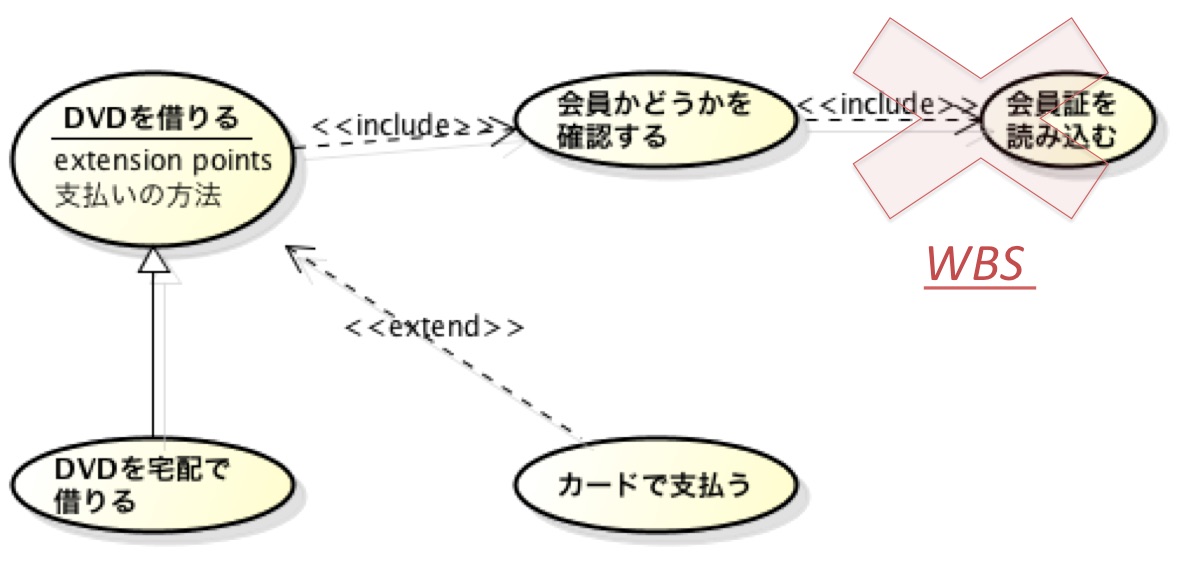 DVDを借りる
extension points
支払いの方法
<<include>>
会員かどうかを
確認する
<<include>>
会員証を
読み込む
WBS
<<extend>>
DVDを宅配で
借りる
カードで支払う